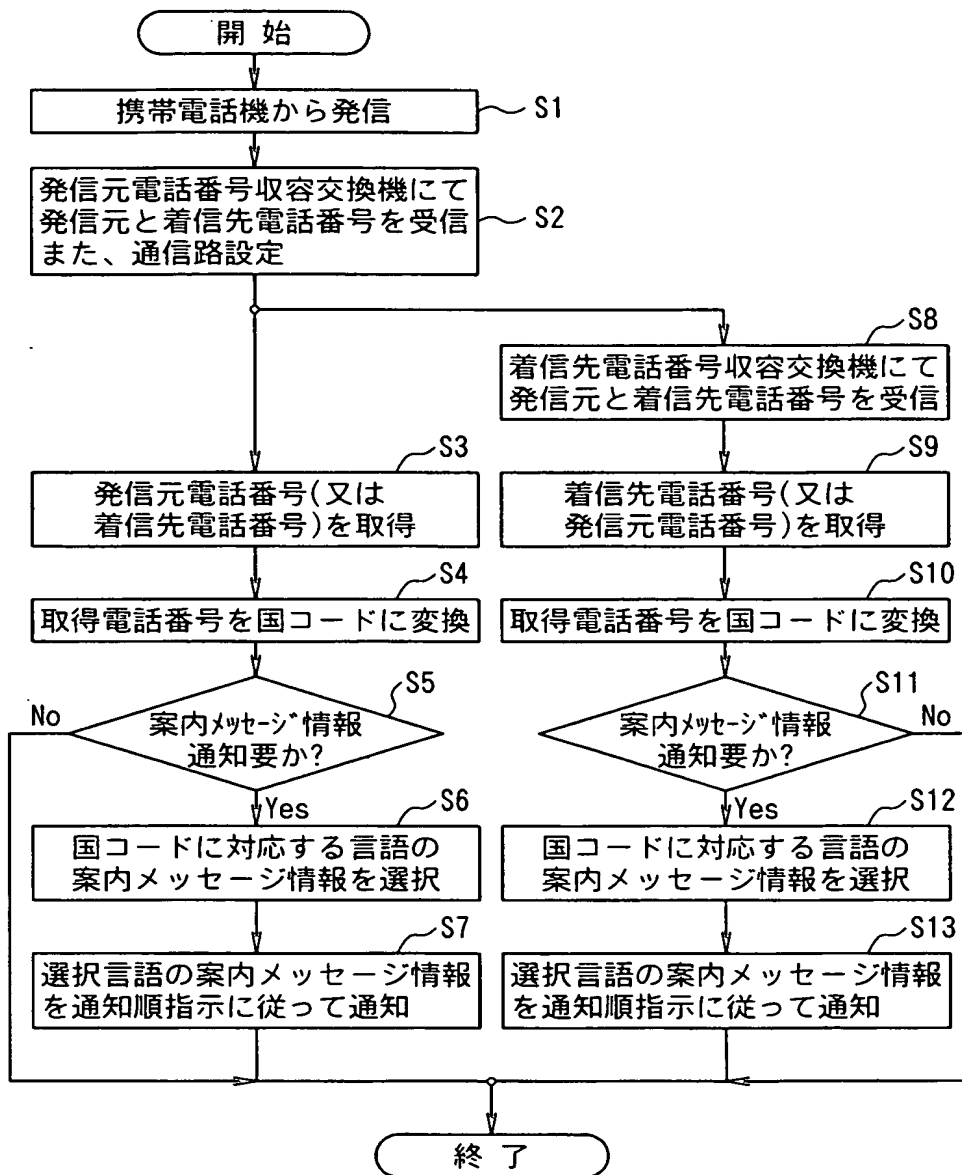 開 始
携帯電話機から発信
S1
発信元電話番号収容交換機にて
発信元と着信先電話番号を受信
また、通信路設定
S2
S3
発信元電話番号(又は
着信先電話番号)を取得
S4
取得電話番号を国コードに変換
S5
案内メッセージ情報
通知要か?
No
Yes
S6
国コードに対応する言語の
案内メッセージ情報を選択
S7
選択言語の案内メッセージ情報
を通知順指示に従って通知
S8
着信先電話番号収容交換機にて
発信元と着信先電話番号を受信
S9
着信先電話番号(又は
発信元電話番号)を取得
S10
取得電話番号を国コードに変換
S11
案内メッセージ情報
通知要か?
No
Yes
S12
国コードに対応する言語の
案内メッセージ情報を選択
S13
選択言語の案内メッセージ情報
を通知順指示に従って通知
終 了